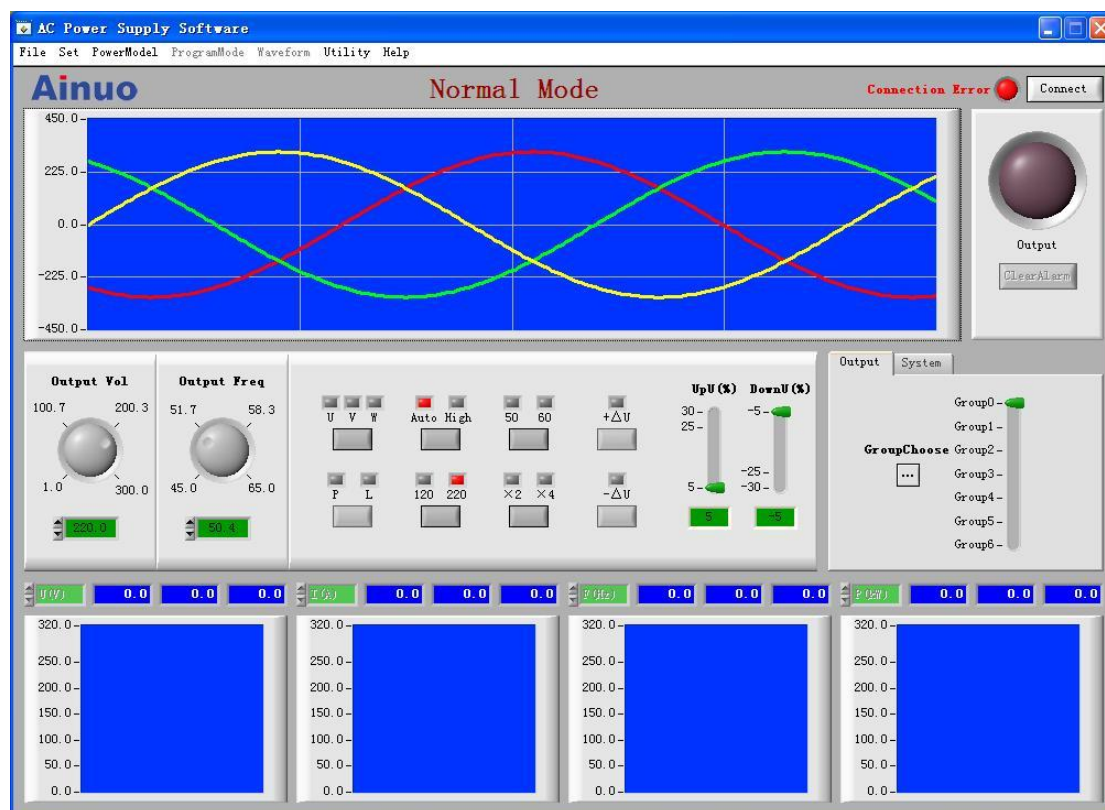 AC Power Supply Software
File Set PowerModel ProgramMode Waveform Utility Help
Ainuo
Normal Mode
Connection Error
Connect
450.0
225.0
0.0
-225.0
-450.0
Output
ClearAlarm
Output Vol
100.7 200.3
1.0 300.0
220.0
Output Freq
51.7 58.3
45.0 65.0
50.4
U V W
Auto High
50 60
+△U
P L
120 220
×2 ×4
-△U
UpU(%) DownU(%)
30 -5
25
-25
5 -30
5 -5
Output System
GroupChoose
...
Group0
Group1
Group2
Group3
Group4
Group5
Group6
U(V) 0.0 0.0 0.0
I(A) 0.0 0.0 0.0
F(Hz) 0.0 0.0 0.0
P(kW) 0.0 0.0 0.0
320.0 320.0 320.0 320.0
250.0 250.0 250.0 250.0
200.0 200.0 200.0 200.0
150.0 150.0 150.0 150.0
100.0 100.0 100.0 100.0
50.0 50.0 50.0 50.0
0.0 0.0 0.0 0.0